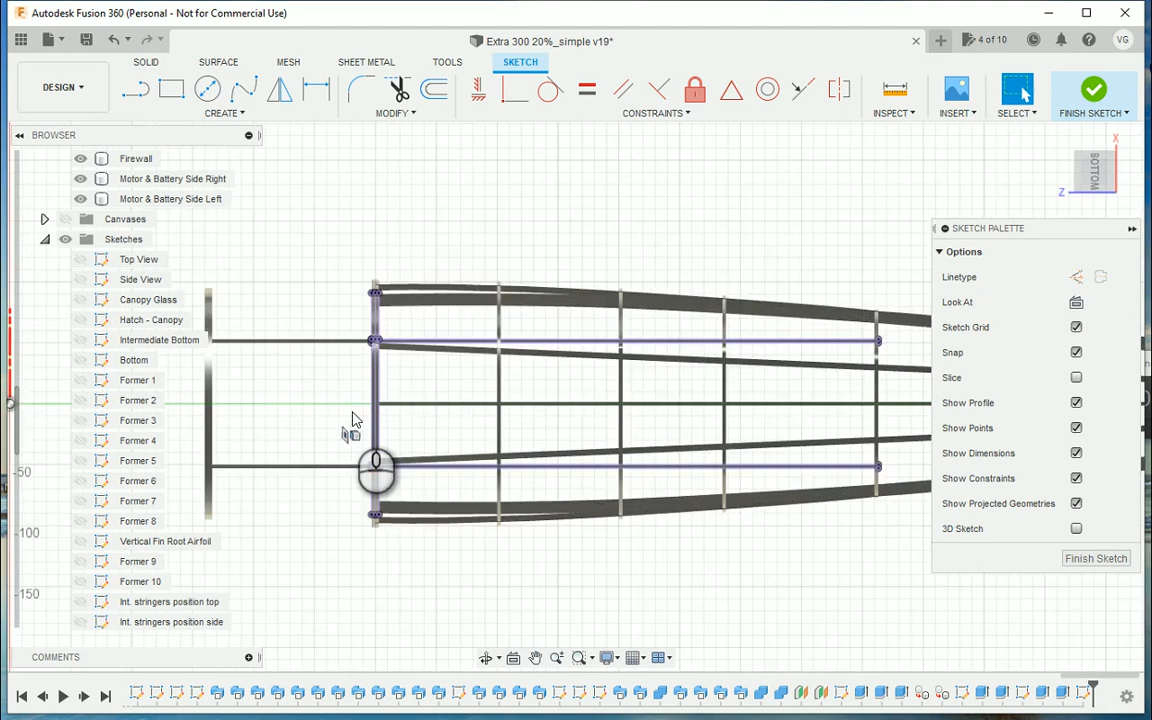 Autodesk Fusion 360 (Personal - Not for Commercial Use)
Extra 300 20%_simple v19*
4 of 10
VG
SOLID SURFACE MESH SHEET METAL TOOLS SKETCH
DESIGN
CREATE MODIFY CONSTRAINTS INSPECT INSERT SELECT FINISH SKETCH
BROWSER
Firewall
Motor & Battery Side Right
Motor & Battery Side Left
Canvases
Sketches
Top View
Side View
Canopy Glass
Hatch - Canopy
Intermediate Bottom
Bottom
Former 1
Former 2
Former 3
Former 4
Former 5
Former 6
Former 7
Former 8
Vertical Fin Root Airfoil
Former 9
Former 10
Int. stringers position top
Int. stringers position side
COMMENTS
-50
-100
-150
X
BOTTOM
Z
SKETCH PALETTE
Options
Linetype
Look At
Sketch Grid
Snap
Slice
Show Profile
Show Points
Show Dimensions
Show Constraints
Show Projected Geometries
3D Sketch
Finish Sketch